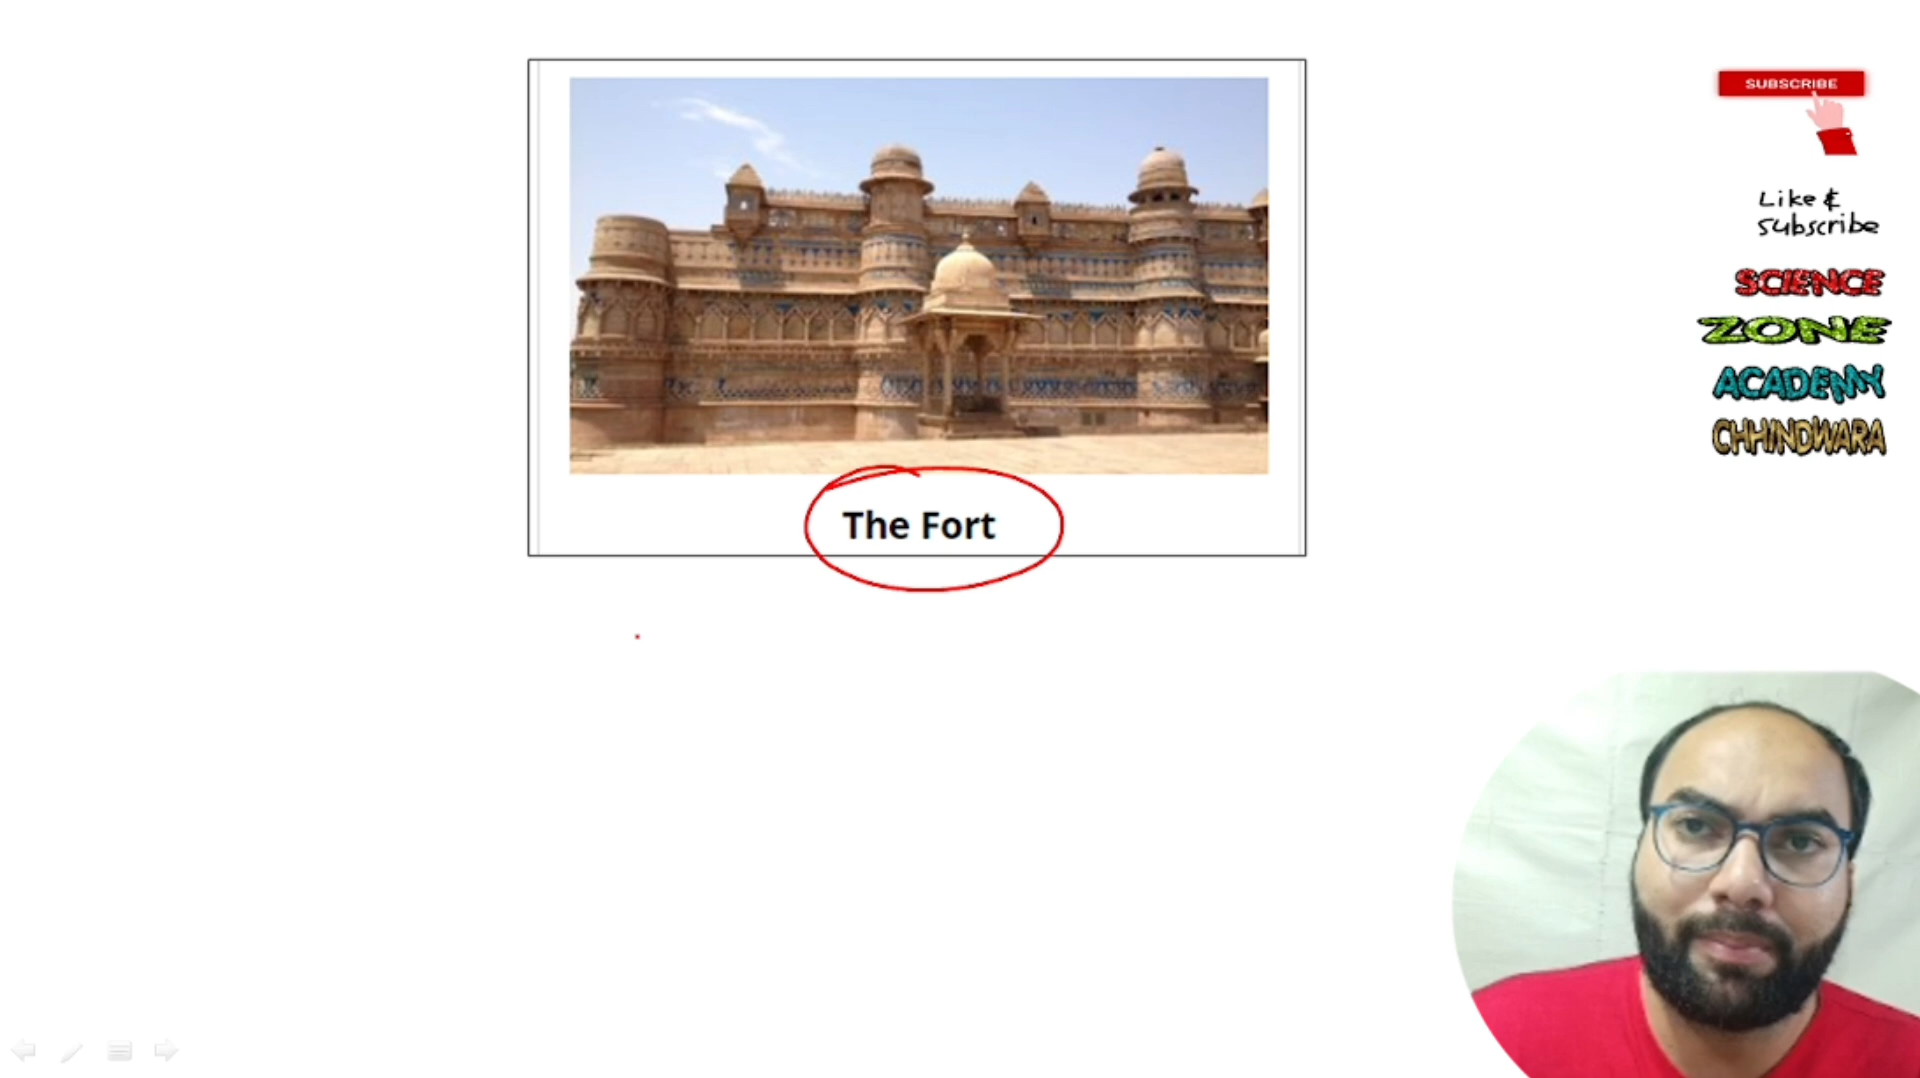 The Fort
SUBSCRIBE
Like &
Subscribe
SCIENCE
ZONE
ACADEMY
CHHINDWARA